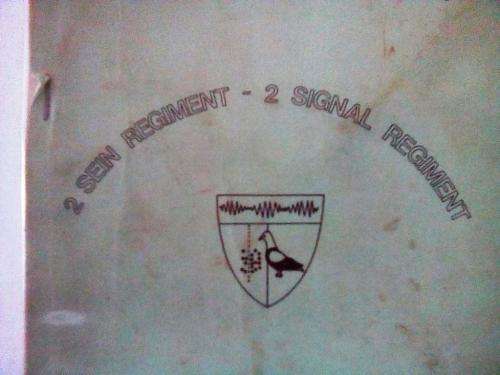 2 SEIN REGIMENT - 2 SIGNAL REGIMENT